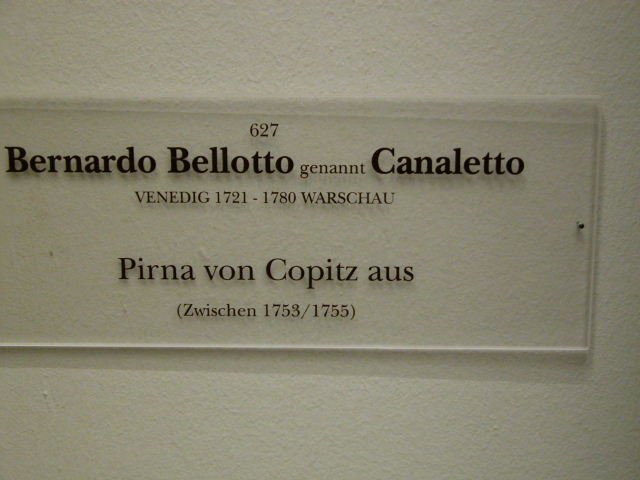 627
Bernardo Bellotto genannt Canaletto
VENEDIG 1721 - 1780 WARSCHAU
Pirna von Copitz aus
(Zwischen 1753/1755)